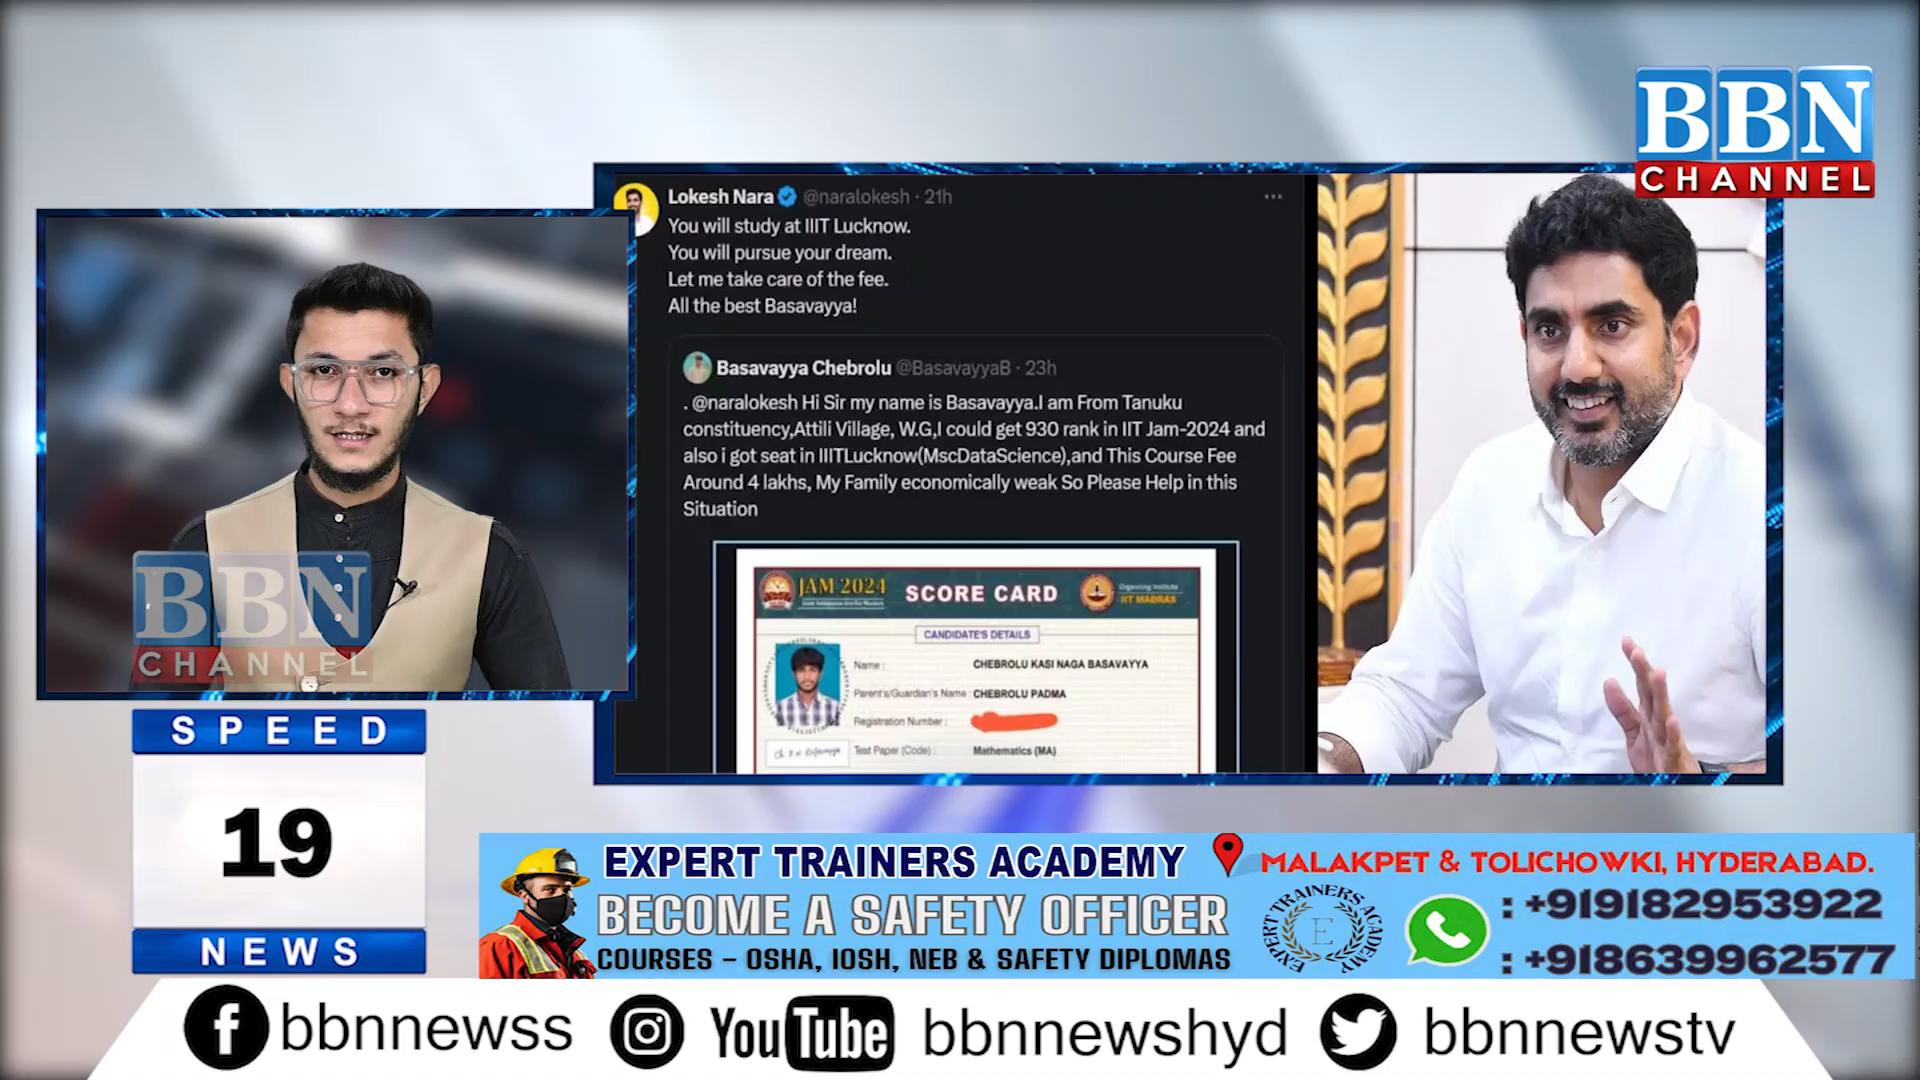 BBN
CHANNEL
Lokesh Nara @naralokesh · 21h
You will study at IIIT Lucknow.
You will pursue your dream.
Let me take care of the fee.
All the best Basavayya!
Basavayya Chebrolu @BasavayyaB · 23h
. @naralokesh Hi Sir my name is Basavayya.I am From Tanuku
constituency,Attili Village, W.G,I could get 930 rank in IIT Jam-2024 and
also i got seat in IIITLucknow(MscDataScience),and This Course Fee
Around 4 lakhs, My Family economically weak So Please Help in this
Situation
JAM 2024
SCORE CARD
Organizing Institute
IIT MADRAS
CANDIDATE'S DETAILS
Name :
CHEBROLU KASI NAGA BASAVAYYA
Parent's/Guardian's Name :
CHEBROLU PADMA
Registration Number :
Test Paper (Code) :
Mathematics (MA)
BBN
CHANNEL
SPEED
19
NEWS
EXPERT TRAINERS ACADEMY
BECOME A SAFETY OFFICER
COURSES - OSHA, IOSH, NEB & SAFETY DIPLOMAS
EXPERT TRAINERS ACADEMY
E
MALAKPET & TOLICHOWKI, HYDERABAD.
: +919182953922
: +918639962577
bbnnewss
YouTube
bbnnewshyd
bbnnewstv